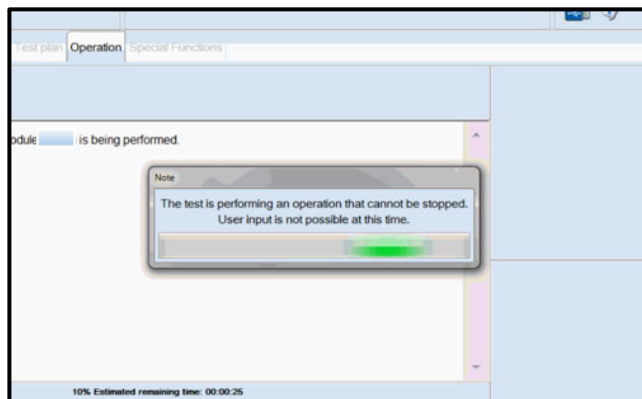 Test plan Operation Special Functions
is being performed.
Note
The test is performing an operation that cannot be stopped.
User input is not possible at this time.
10% Estimated remaining time: 00:00:25